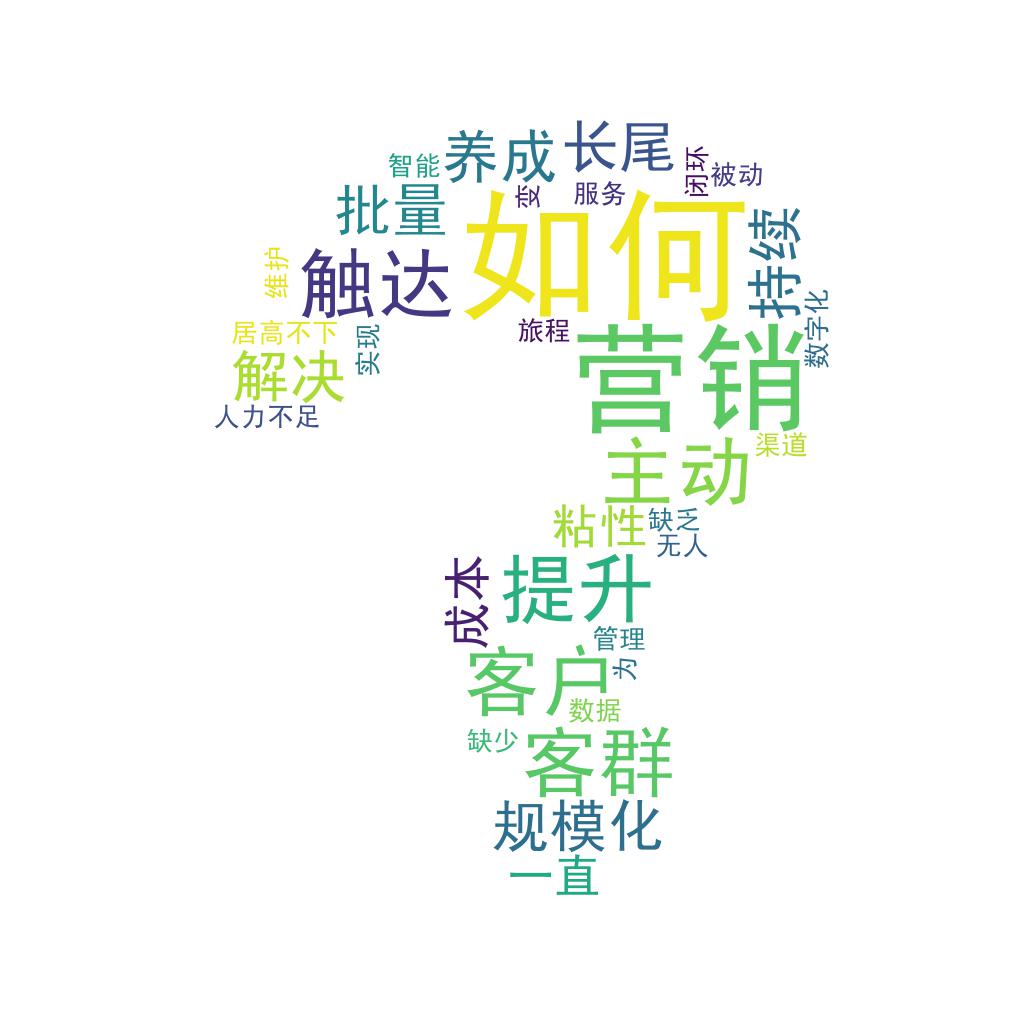 养成
长尾
智能
闭环
被动
变
服务
批量
如何
持续
触达
维护
数字化
居高不下
实现
旅程
营销
解决
人力不足
主动
渠道
粘性
缺乏
无人
成本
提升
管理
客户
为
数据
缺少
客群
规模化
一直